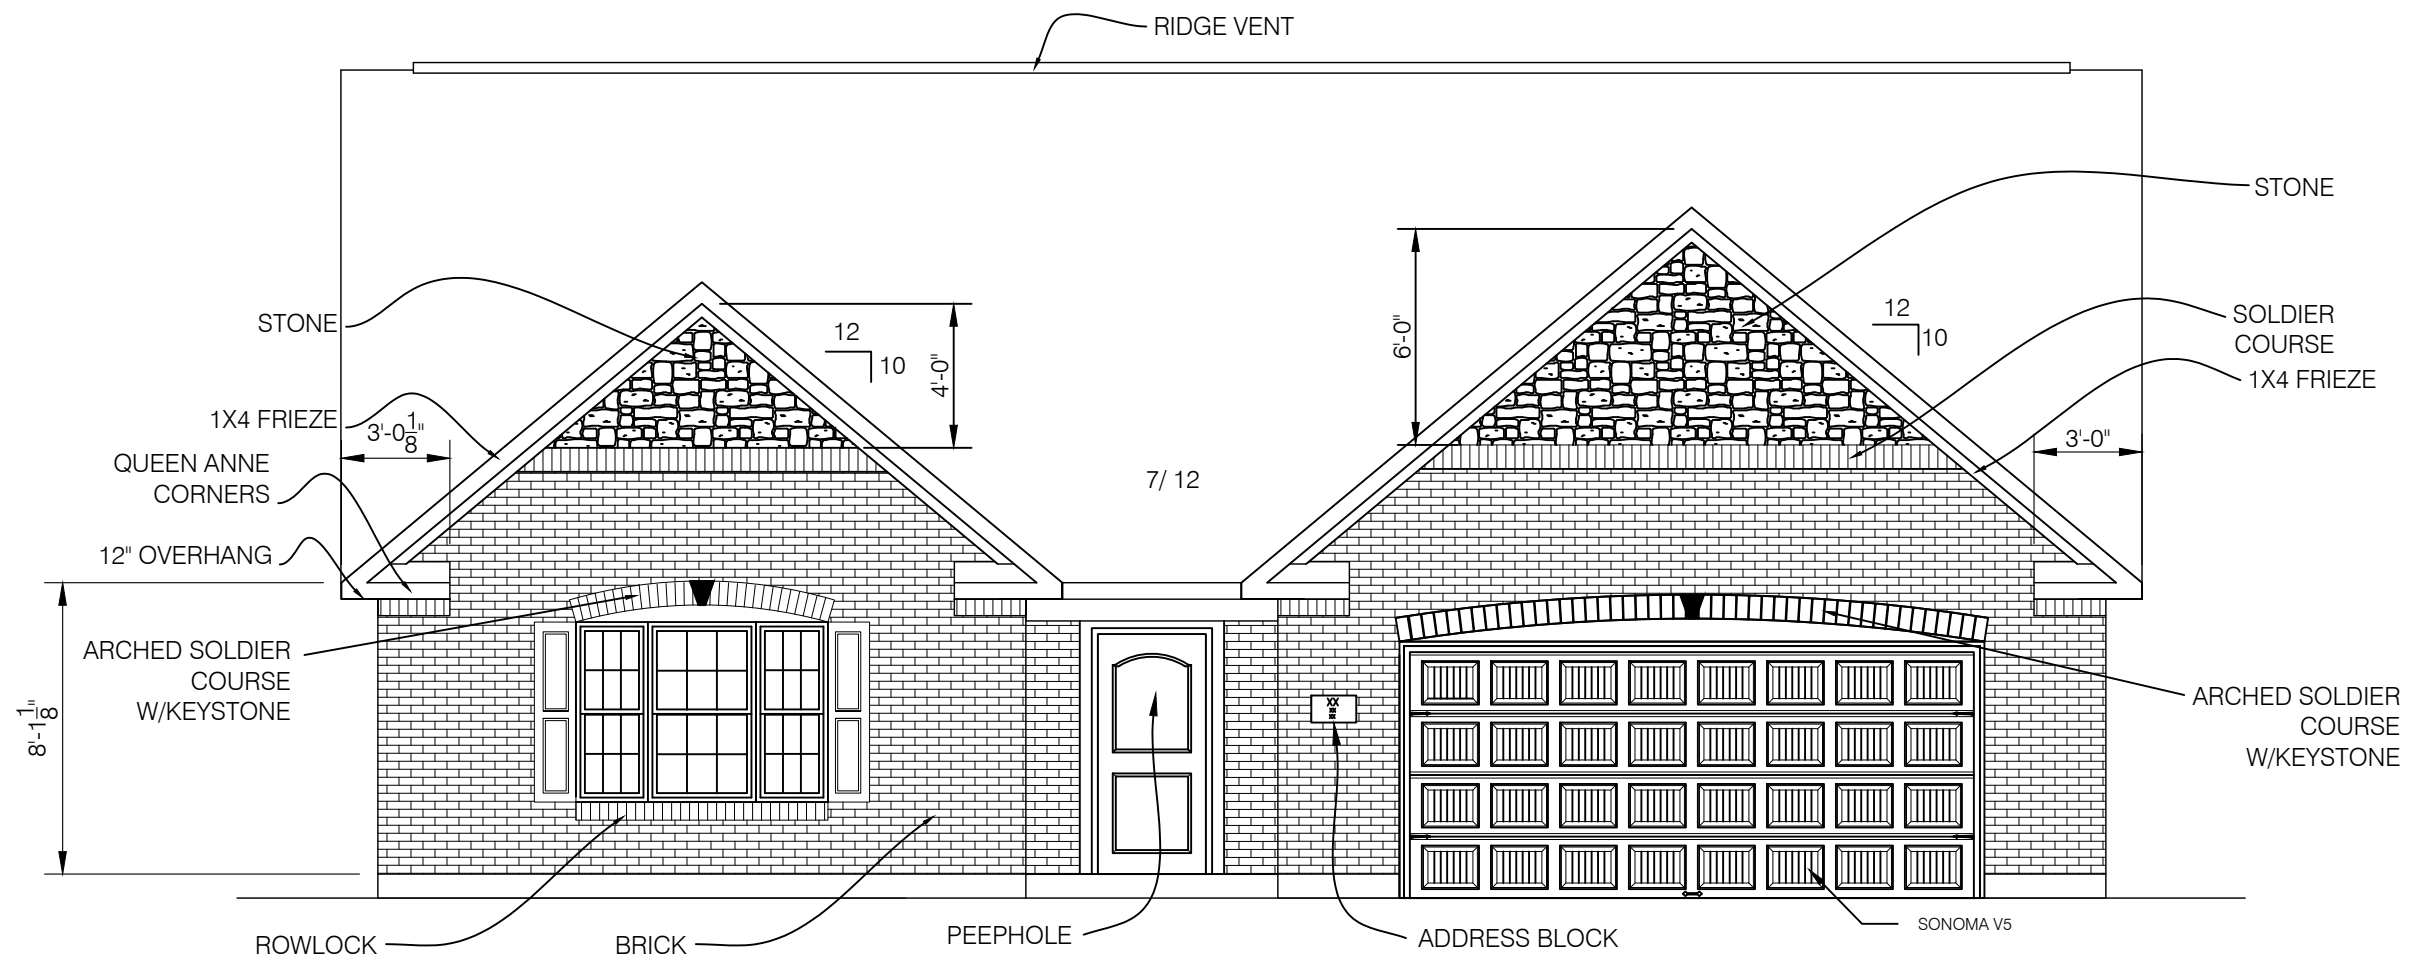 RIDGE VENT
STONE
STONE
SOLDIER
COURSE
12
10
4'-0"
6'-0"
12
10
1X4 FRIEZE
1X4 FRIEZE
3'-0 1/8"
3'-0"
QUEEN ANNE
CORNERS
7/ 12
12" OVERHANG
ARCHED SOLDIER
COURSE
W/KEYSTONE
8'-1 1/8"
XX
ARCHED SOLDIER
COURSE
W/KEYSTONE
ROWLOCK
BRICK
PEEPHOLE
ADDRESS BLOCK
SONOMA V5